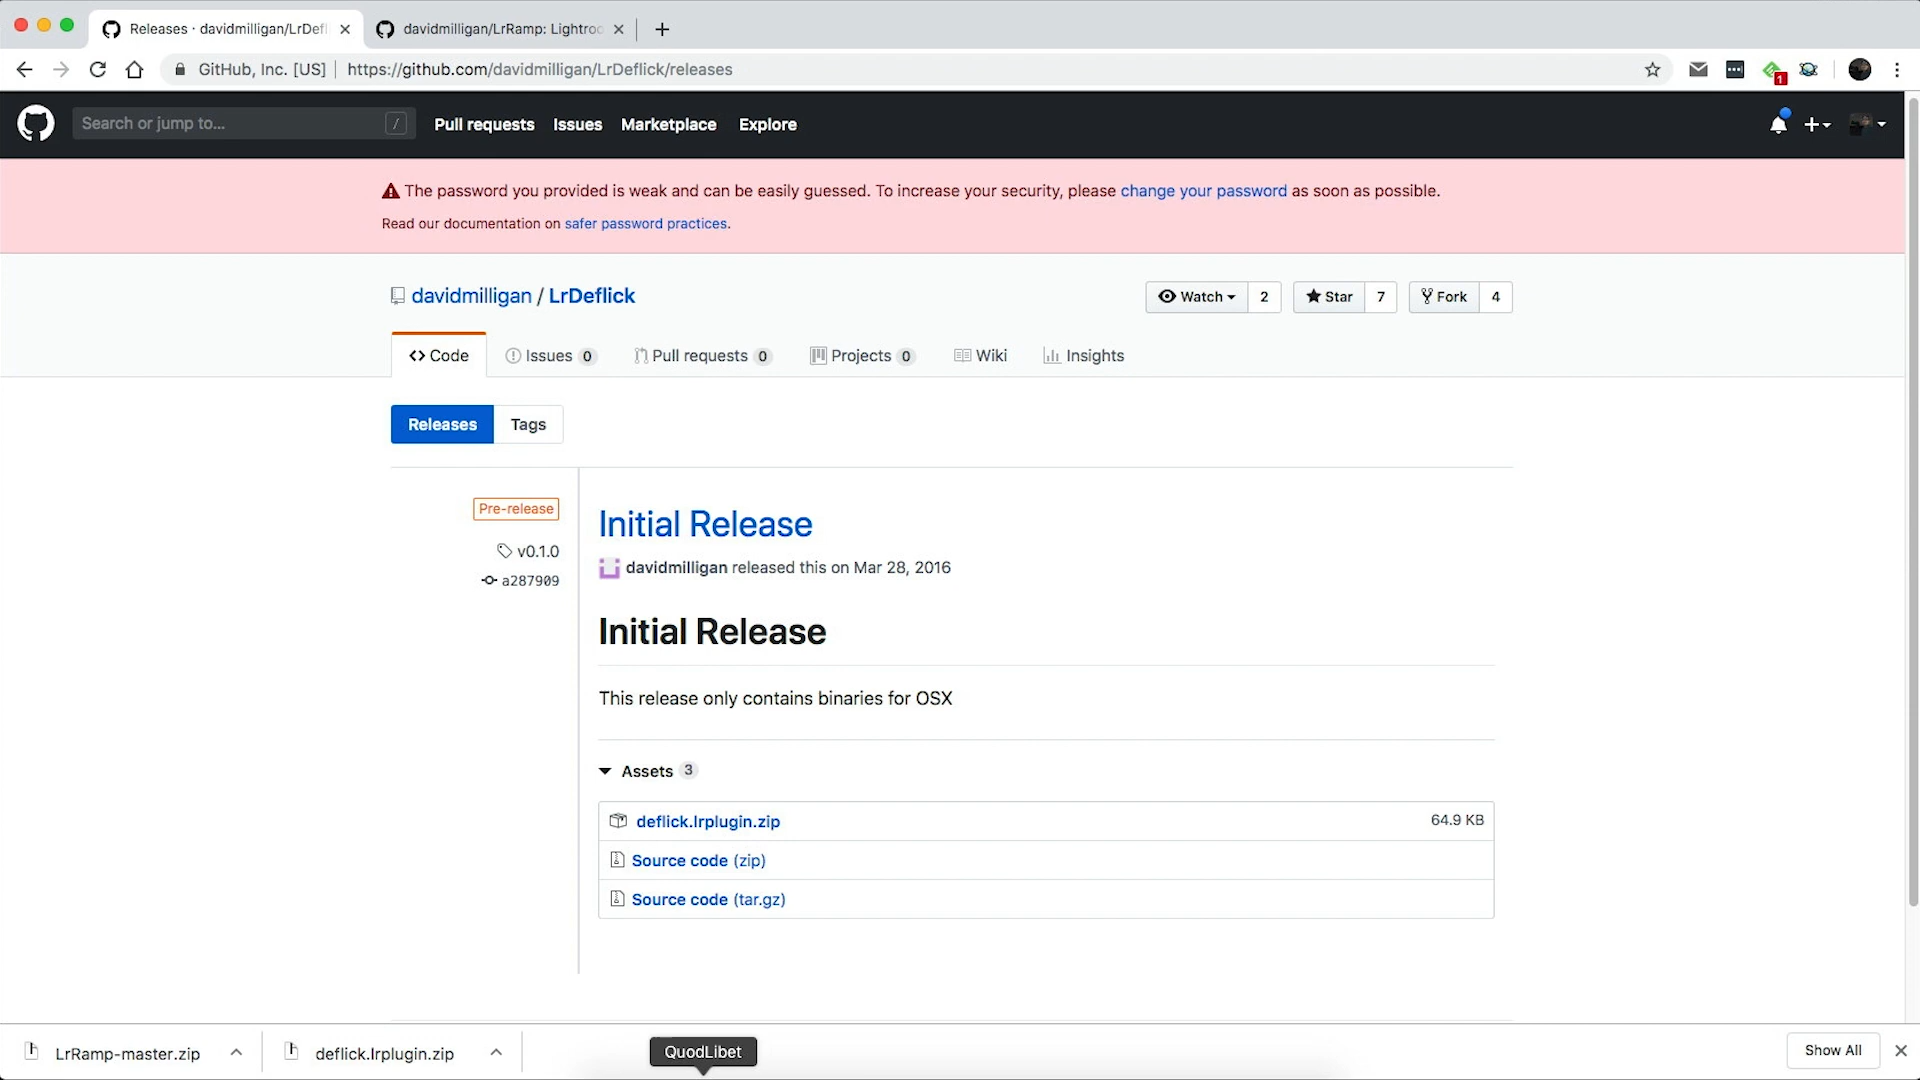 Releases · davidmilligan/LrDefl
davidmilligan/LrRamp: Lightroo
GitHub, Inc. [US]
https://github.com/davidmilligan/LrDeflick/releases
1
Search or jump to...
/
Pull requests
Issues
Marketplace
Explore
The password you provided is weak and can be easily guessed. To increase your security, please change your password as soon as possible.
Read our documentation on safer password practices.
davidmilligan / LrDeflick
Watch 2
Star 7
Fork 4
Code
Issues 0
Pull requests 0
Projects 0
Wiki
Insights
Releases
Tags
Pre-release
v0.1.0
a287909
Initial Release
davidmilligan released this on Mar 28, 2016
Initial Release
This release only contains binaries for OSX
Assets 3
deflick.lrplugin.zip
64.9 KB
Source code (zip)
Source code (tar.gz)
LrRamp-master.zip
deflick.lrplugin.zip
QuodLibet
Show All